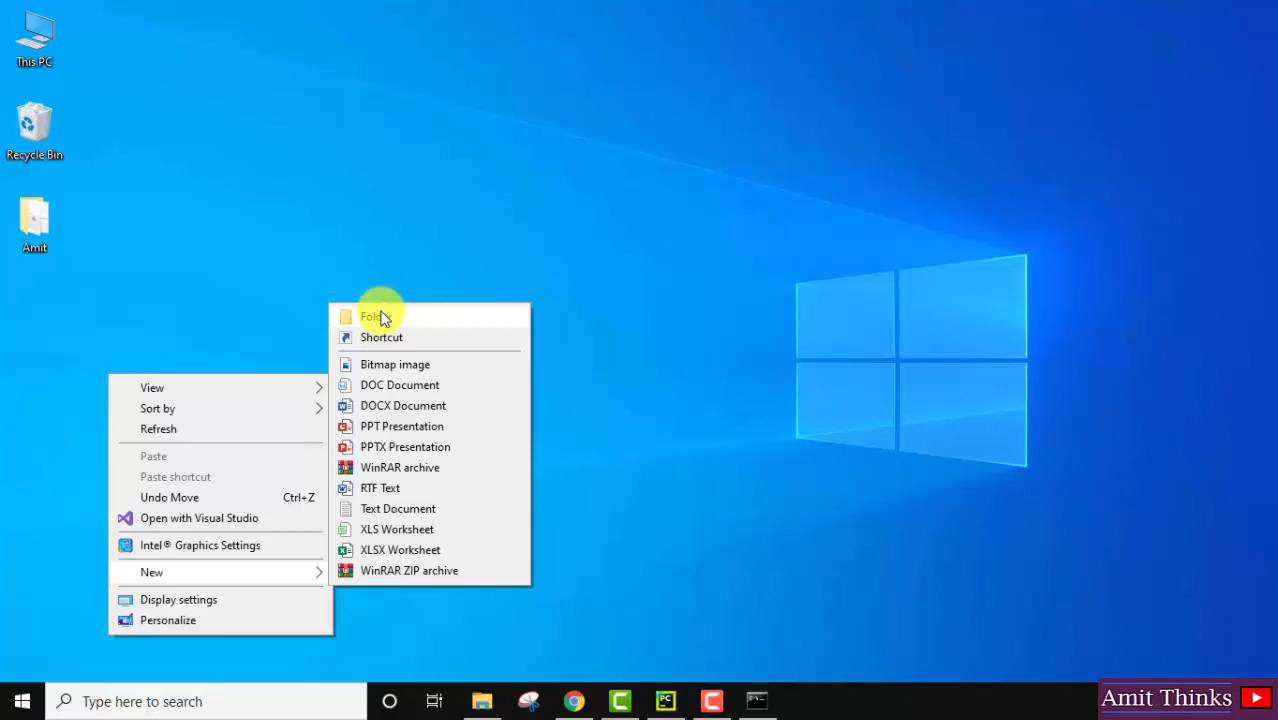 This PC
Recycle Bin
Amit
View
Sort by
Refresh
Paste
Paste shortcut
Undo Move Ctrl+Z
Open with Visual Studio
Intel® Graphics Settings
New
Display settings
Personalize
Folder
Shortcut
Bitmap image
DOC Document
DOCX Document
PPT Presentation
PPTX Presentation
WinRAR archive
RTF Text
Text Document
XLS Worksheet
XLSX Worksheet
WinRAR ZIP archive
Type here to search
PC
Amit Thinks